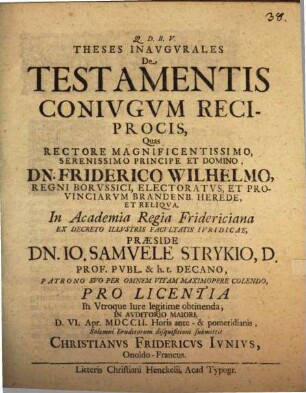 38.
Q. D. B. V.
THESES INAVGVRALES
De
TESTAMENTIS
CONIVGVM RECI-
PROCIS,
Quas
RECTORE MAGNIFICENTISSIMO,
SERENISSIMO PRINCIPE ET DOMINO,
DN. FRIDERICO WILHELMO,
REGNI BORVSSICI, ELECTORATVS, ET PRO-
VINCIARVM BRANDENB. HEREDE,
ET RELIQVA.
In Academia Regia Fridericiana
EX DECRETO ILLVSTRIS FACVLTATIS IVRIDICAE,
PRÆSIDE
DN. IO. SAMVELE STRYKIO, D.
PROF. PVBL. & h. t. DECANO,
PATRONO SVO PER OMNEM VITAM MAXIMOPERE COLENDO,
PRO LICENTIA
In Vtroque Iure legitime obtinenda,
IN AVDITORIO MAIORI,
D. VI. Apr. MDCCII. Horis ante- & pomeridianis,
Solemni Eruditorum disquisitioni submittet
CHRISTIANVS FRIDERICVS IVNIVS,
Onoldo-Francus.
Litteris Christiani Henckelii, Acad Typogr.